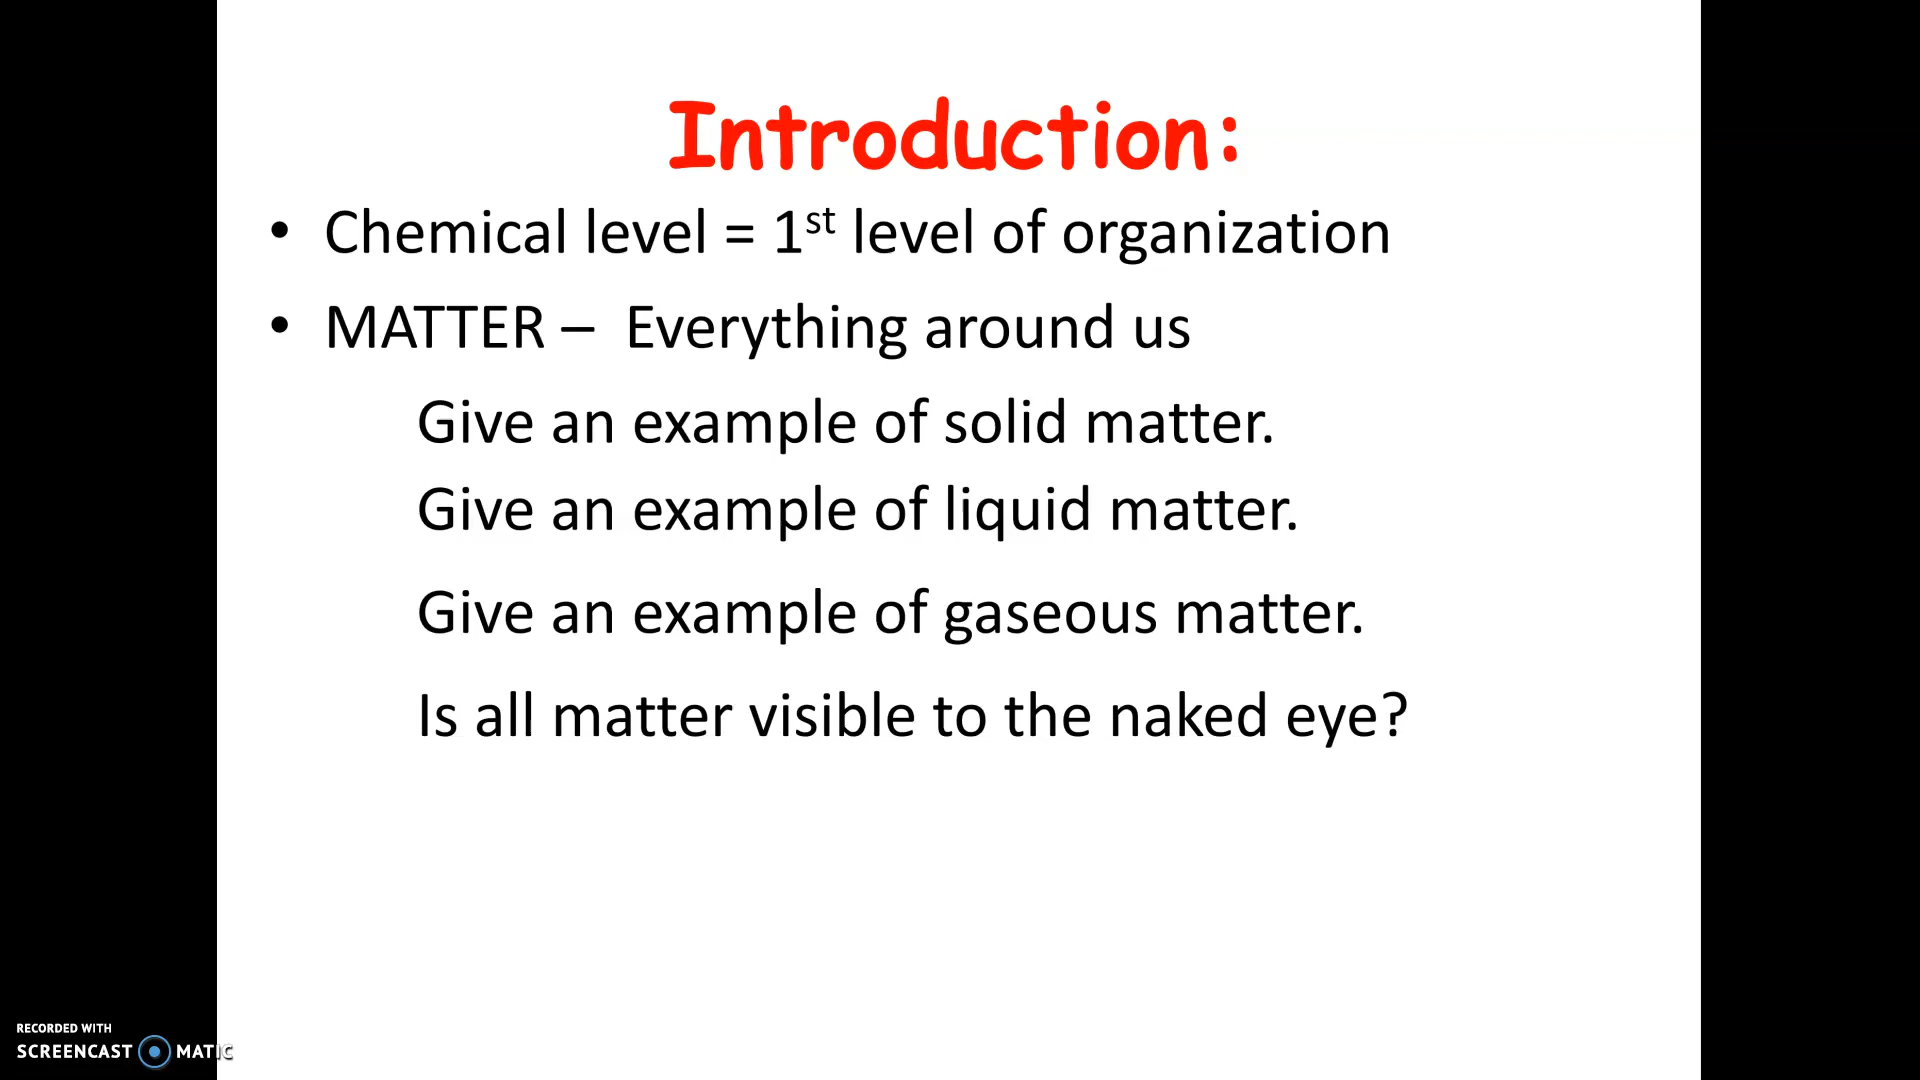 Introduction:
• Chemical level = 1st level of organization
• MATTER – Everything around us
Give an example of solid matter.
Give an example of liquid matter.
Give an example of gaseous matter.
Is all matter visible to the naked eye?
RECORDED WITH
SCREENCAST MATIC